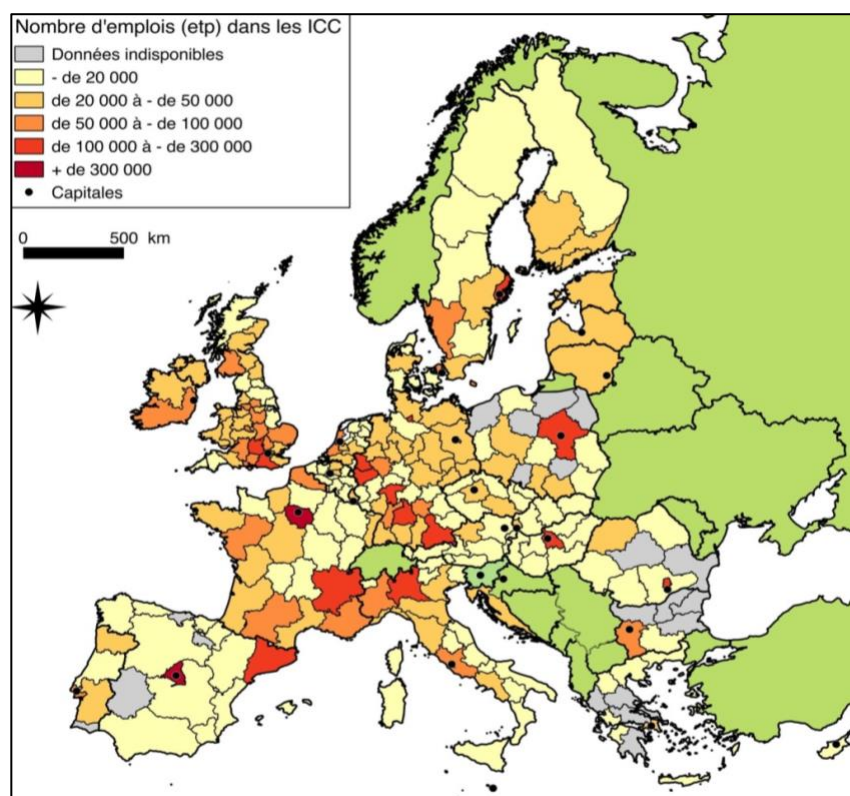 Nombre d'emplois (etp) dans les ICC
Données indisponibles
- de 20 000
de 20 000 à - de 50 000
de 50 000 à - de 100 000
de 100 000 à - de 300 000
+ de 300 000
Capitales
0 500 km